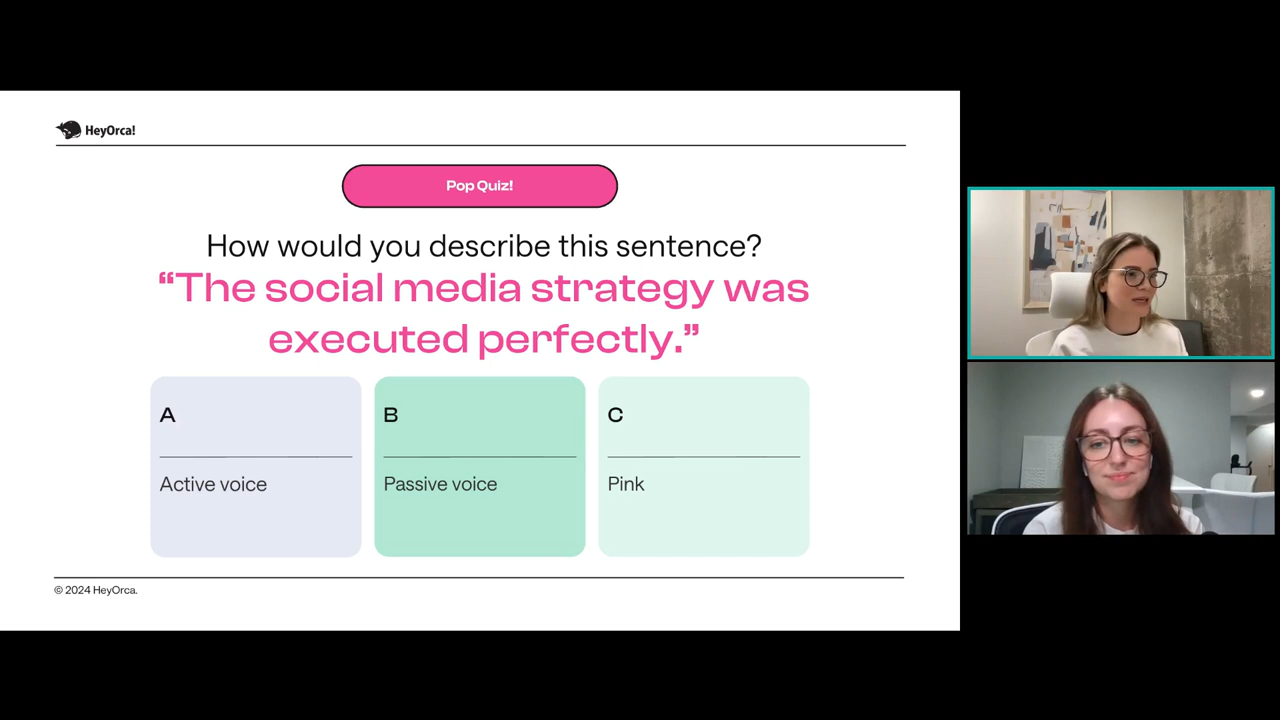 HeyOrca!
Pop Quiz!
How would you describe this sentence?
“The social media strategy was
executed perfectly.”
A
Active voice
B
Passive voice
C
Pink
© 2024 HeyOrca.